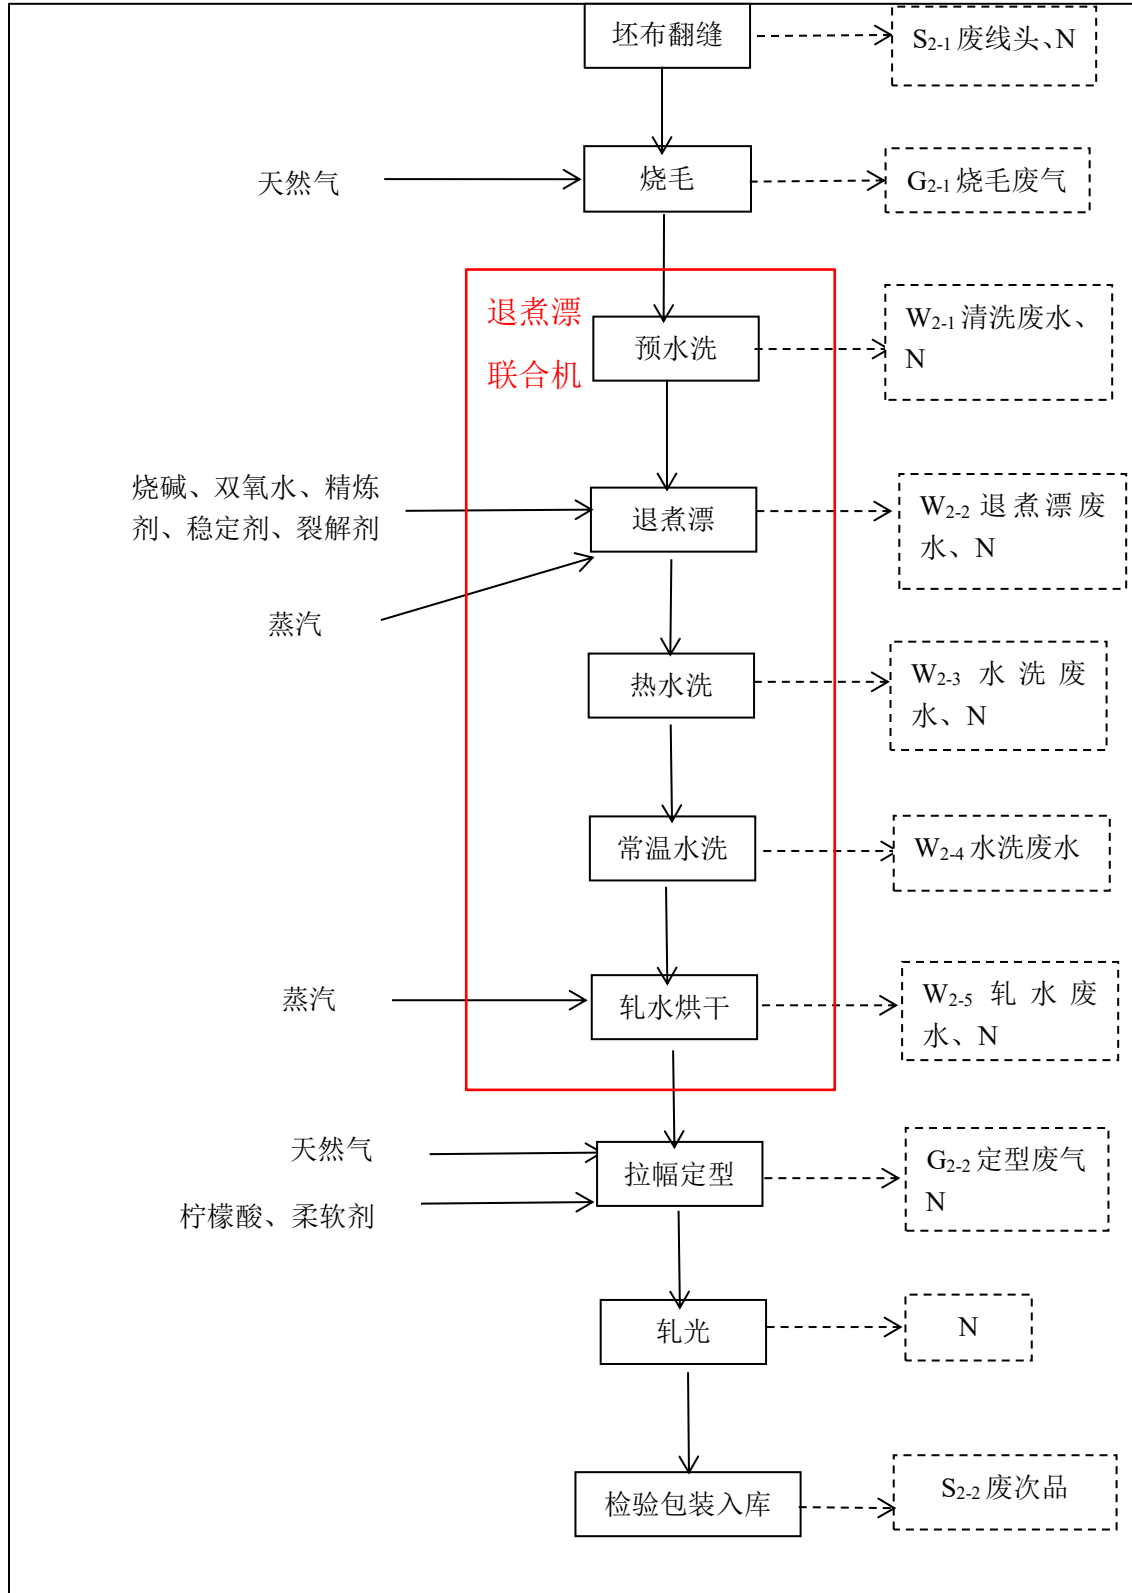 坯布翻缝
S2-1 废线头、N
天然气
烧毛
G2-1 烧毛废气
退煮漂
联合机
预水洗
W2-1 清洗废水、
N
烧碱、双氧水、精炼
剂、稳定剂、裂解剂
退煮漂
W2-2 退煮漂废
水、N
蒸汽
热水洗
W2-3 水洗废
水、N
常温水洗
W2-4 水洗废水
蒸汽
轧水烘干
W2-5 轧水废
水、N
天然气
柠檬酸、柔软剂
拉幅定型
G2-2 定型废气
N
轧光
N
检验包装入库
S2-2 废次品